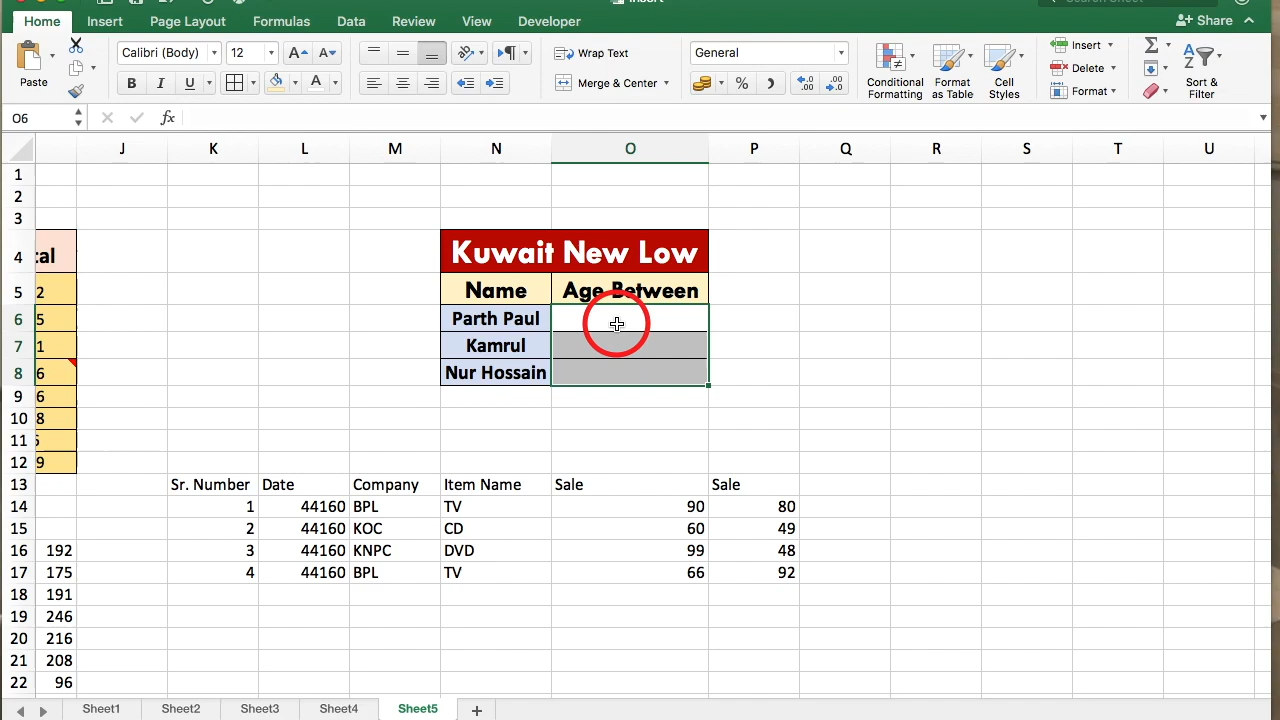 Insert
Search Sheet
Home Insert Page Layout Formulas Data Review View Developer Share
Paste Calibri (Body) 12 A A Wrap Text General Insert
B I U A Merge & Center % Conditional Formatting Format as Table Cell Styles Delete Format Sort & Filter
O6 fx
J K L M N O P Q R S T U
1
2
3
4 tal Kuwait New Low
5 2 Name Age Between
6 5 Parth Paul
7 1 Kamrul
8 6 Nur Hossain
9 6
10 8
11
12 9
13 Sr. Number Date Company Item Name Sale Sale
14 1 44160 BPL TV 90 80
15 2 44160 KOC CD 60 49
16 192 3 44160 KNPC DVD 99 48
17 175 4 44160 BPL TV 66 92
18 191
19 246
20 216
21 208
22 96
Sheet1 Sheet2 Sheet3 Sheet4 Sheet5